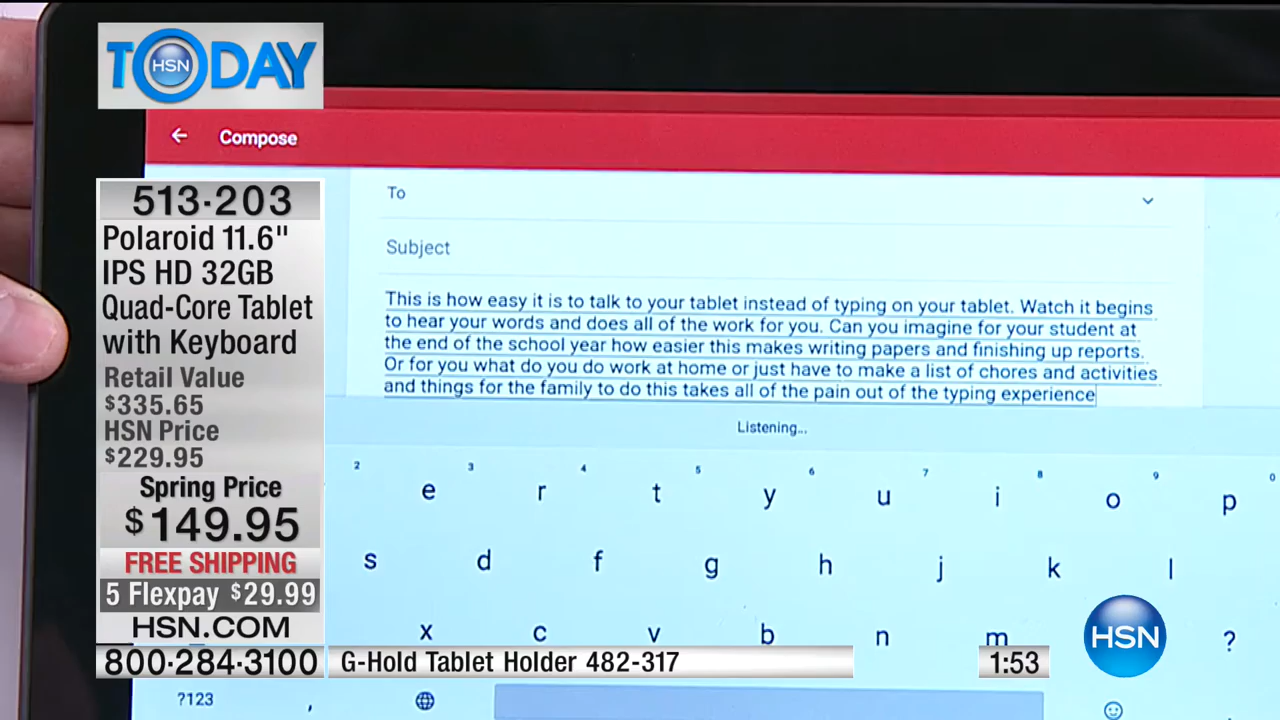 TODAY
HSN
513·203
Polaroid 11.6"
IPS HD 32GB
Quad-Core Tablet
with Keyboard
Retail Value
$335.65
HSN Price
$229.95
Spring Price
$149.95
FREE SHIPPING
5 Flexpay $29.99
HSN.COM
800·284·3100
G-Hold Tablet Holder 482-317
1:53
HSN
← Compose
To
Subject
This is how easy it is to talk to your tablet instead of typing on your tablet. Watch it begins
to hear your words and does all of the work for you. Can you imagine for your student at
the end of the school year how easier this makes writing papers and finishing up reports.
Or for you what do you do work at home or just have to make a list of chores and activities
and things for the family to do this takes all of the pain out of the typing experience
Listening...
2 3 4 5 6 7 8 9 0
e r t y u i o p
s d f g h j k l
x c v b n m ?
?123 , .